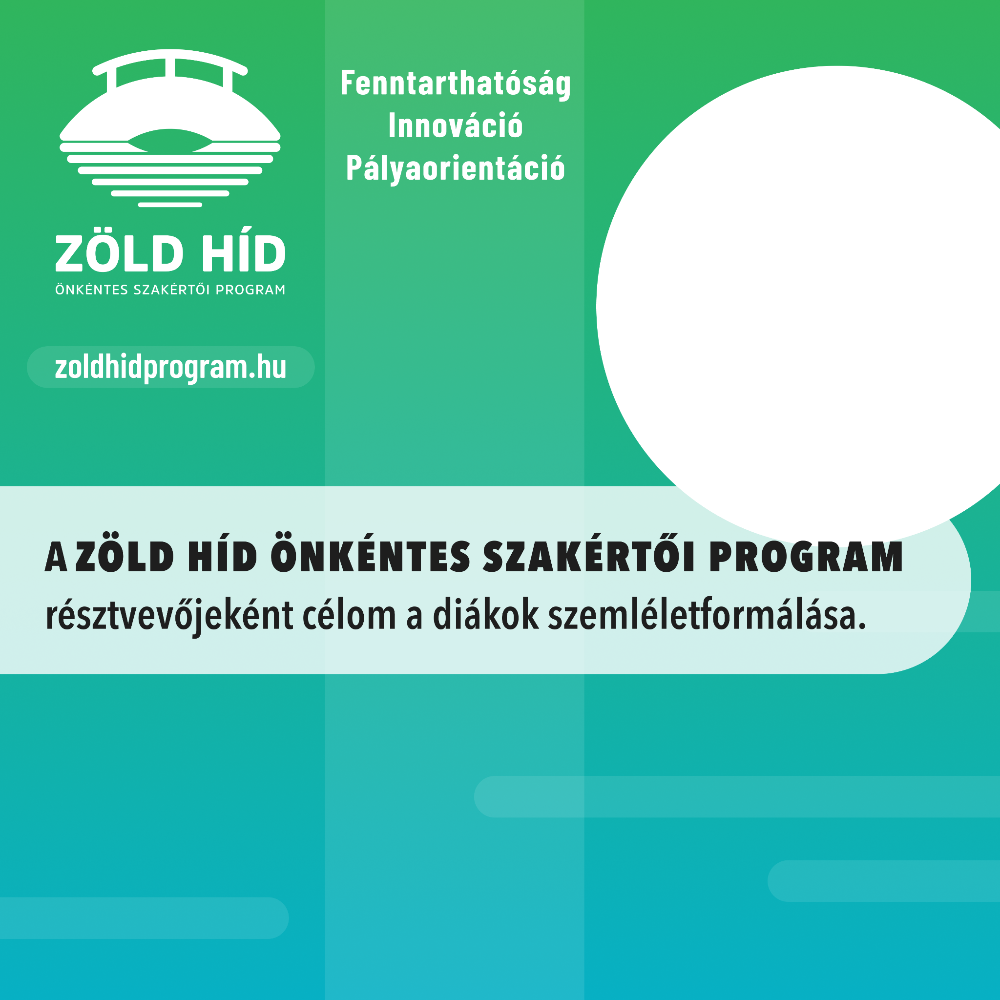 ZÖLD HÍD
ÖNKÉNTES SZAKÉRTŐI PROGRAM
zoldhidprogram.hu
Fenntarthatóság
Innováció
Pályaorientáció
A ZÖLD HÍD ÖNKÉNTES SZAKÉRTŐI PROGRAM
résztvevőjeként célom a diákok szemléletformálása.